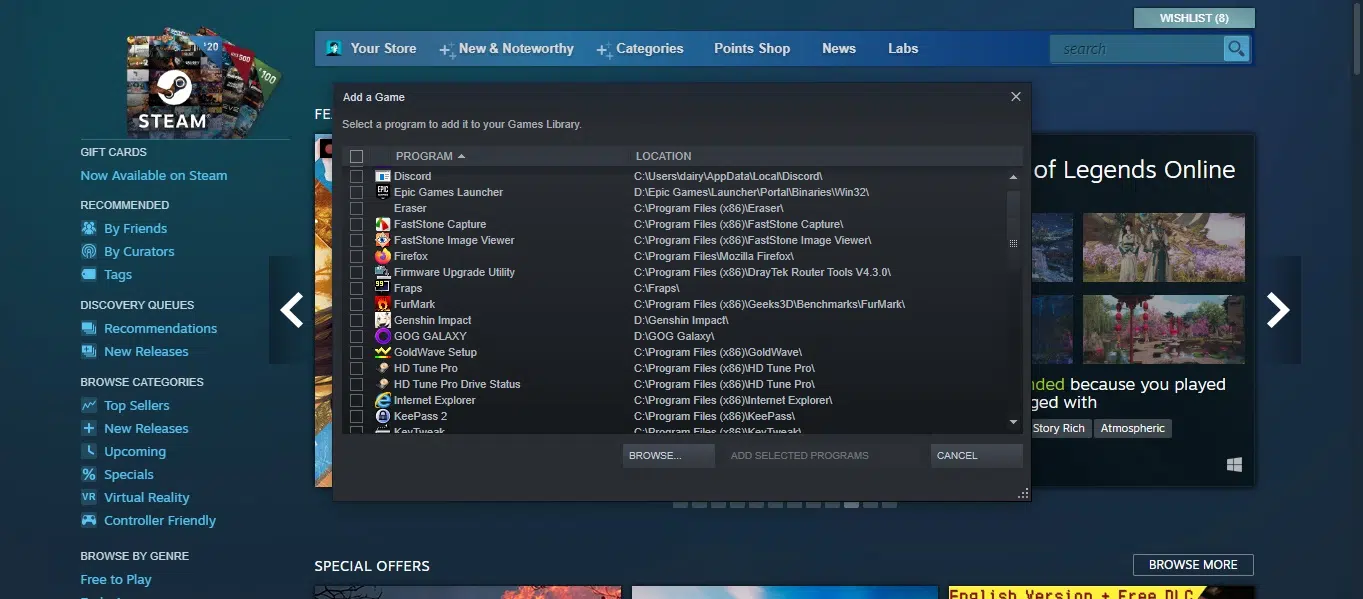 WISHLIST (8)
Your Store
New & Noteworthy
Categories
Points Shop
News
Labs
search
STEAM
$20
100
GIFT CARDS
Now Available on Steam
RECOMMENDED
By Friends
By Curators
Tags
DISCOVERY QUEUES
Recommendations
New Releases
BROWSE CATEGORIES
Top Sellers
New Releases
Upcoming
Specials
VR Virtual Reality
Controller Friendly
BROWSE BY GENRE
Free to Play
FE
Add a Game
Select a program to add it to your Games Library.
PROGRAM LOCATION
Discord C:\Users\dairy\AppData\Local\Discord\
Epic Games Launcher D:\Epic Games\Launcher\Portal\Binaries\Win32\
Eraser C:\Program Files (x86)\Eraser\
FastStone Capture C:\Program Files (x86)\FastStone Capture\
FastStone Image Viewer C:\Program Files (x86)\FastStone Image Viewer\
Firefox C:\Program Files\Mozilla Firefox\
Firmware Upgrade Utility C:\Program Files (x86)\DrayTek Router Tools V4.3.0\
99 Fraps C:\Fraps\
FurMark C:\Program Files (x86)\Geeks3D\Benchmarks\FurMark\
Genshin Impact D:\Genshin Impact\
GOG GALAXY D:\GOG Galaxy\
GoldWave Setup C:\Program Files (x86)\GoldWave\
HD Tune Pro C:\Program Files (x86)\HD Tune Pro\
HD Tune Pro Drive Status C:\Program Files (x86)\HD Tune Pro\
Internet Explorer C:\Program Files (x86)\Internet Explorer\
KeePass 2 C:\Program Files (x86)\KeePass\
KeyTweak C:\Program Files (x86)\KeyTweak\
BROWSE...
ADD SELECTED PROGRAMS
CANCEL
of Legends Online
nded because you played
ged with
Story Rich
Atmospheric
SPECIAL OFFERS
BROWSE MORE
English Version + Free DLC